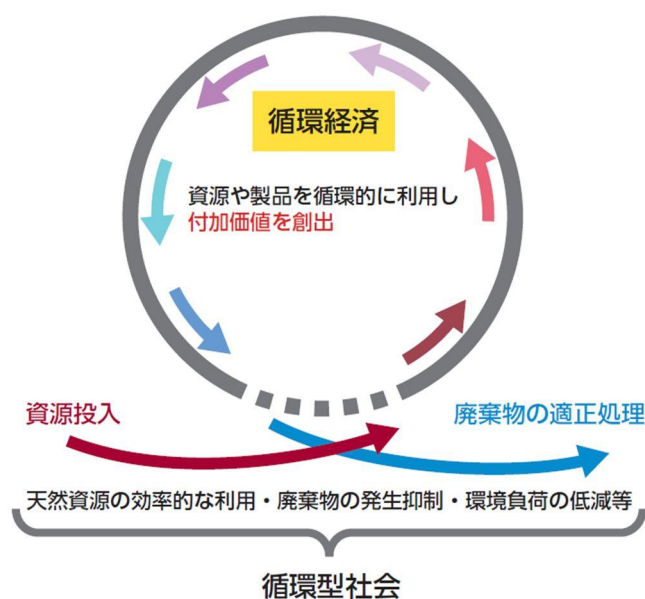 循環経済
資源や製品を循環的に利用し
付加価値を創出
資源投入
廃棄物の適正処理
天然資源の効率的な利用・廃棄物の発生抑制・環境負荷の低減等
循環型社会